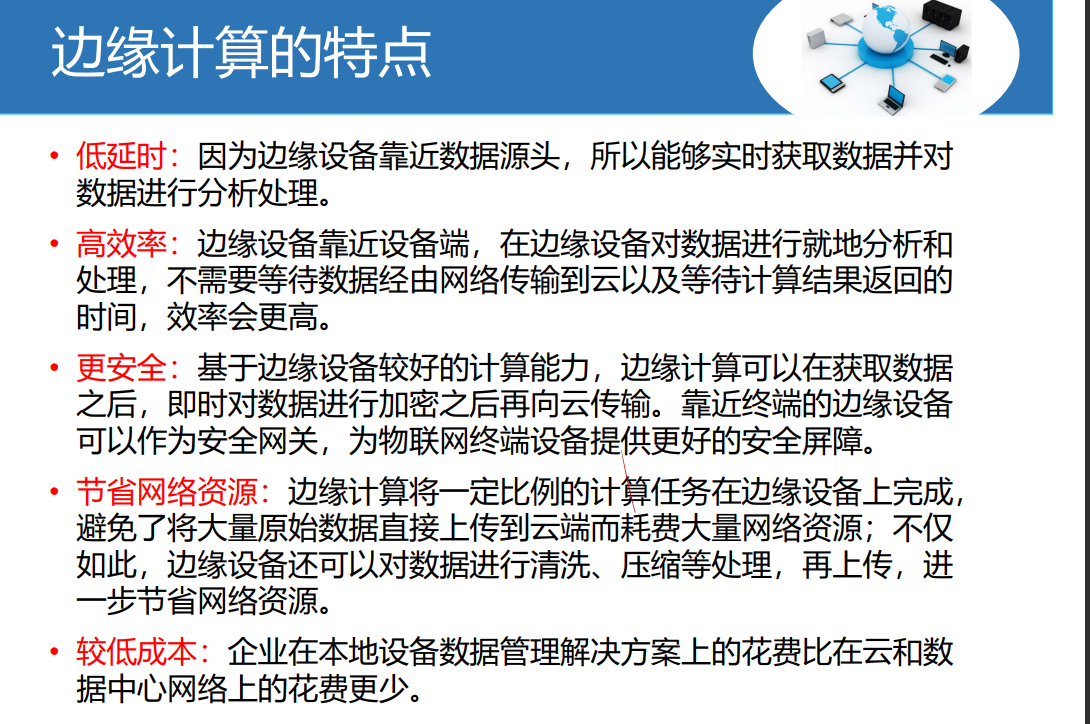 边缘计算的特点
• 低延时：因为边缘设备靠近数据源头，所以能够实时获取数据并对
数据进行分析处理。
• 高效率：边缘设备靠近设备端，在边缘设备对数据进行就地分析和
处理，不需要等待数据经由网络传输到云以及等待计算结果返回的
时间，效率会更高。
• 更安全：基于边缘设备较好的计算能力，边缘计算可以在获取数据
之后，即时对数据进行加密之后再向云传输。靠近终端的边缘设备
可以作为安全网关，为物联网终端设备提供更好的安全屏障。
• 节省网络资源：边缘计算将一定比例的计算任务在边缘设备上完成，
避免了将大量原始数据直接上传到云端而耗费大量网络资源；不仅
如此，边缘设备还可以对数据进行清洗、压缩等处理，再上传，进
一步节省网络资源。
• 较低成本：企业在本地设备数据管理解决方案上的花费比在云和数
据中心网络上的花费更少。